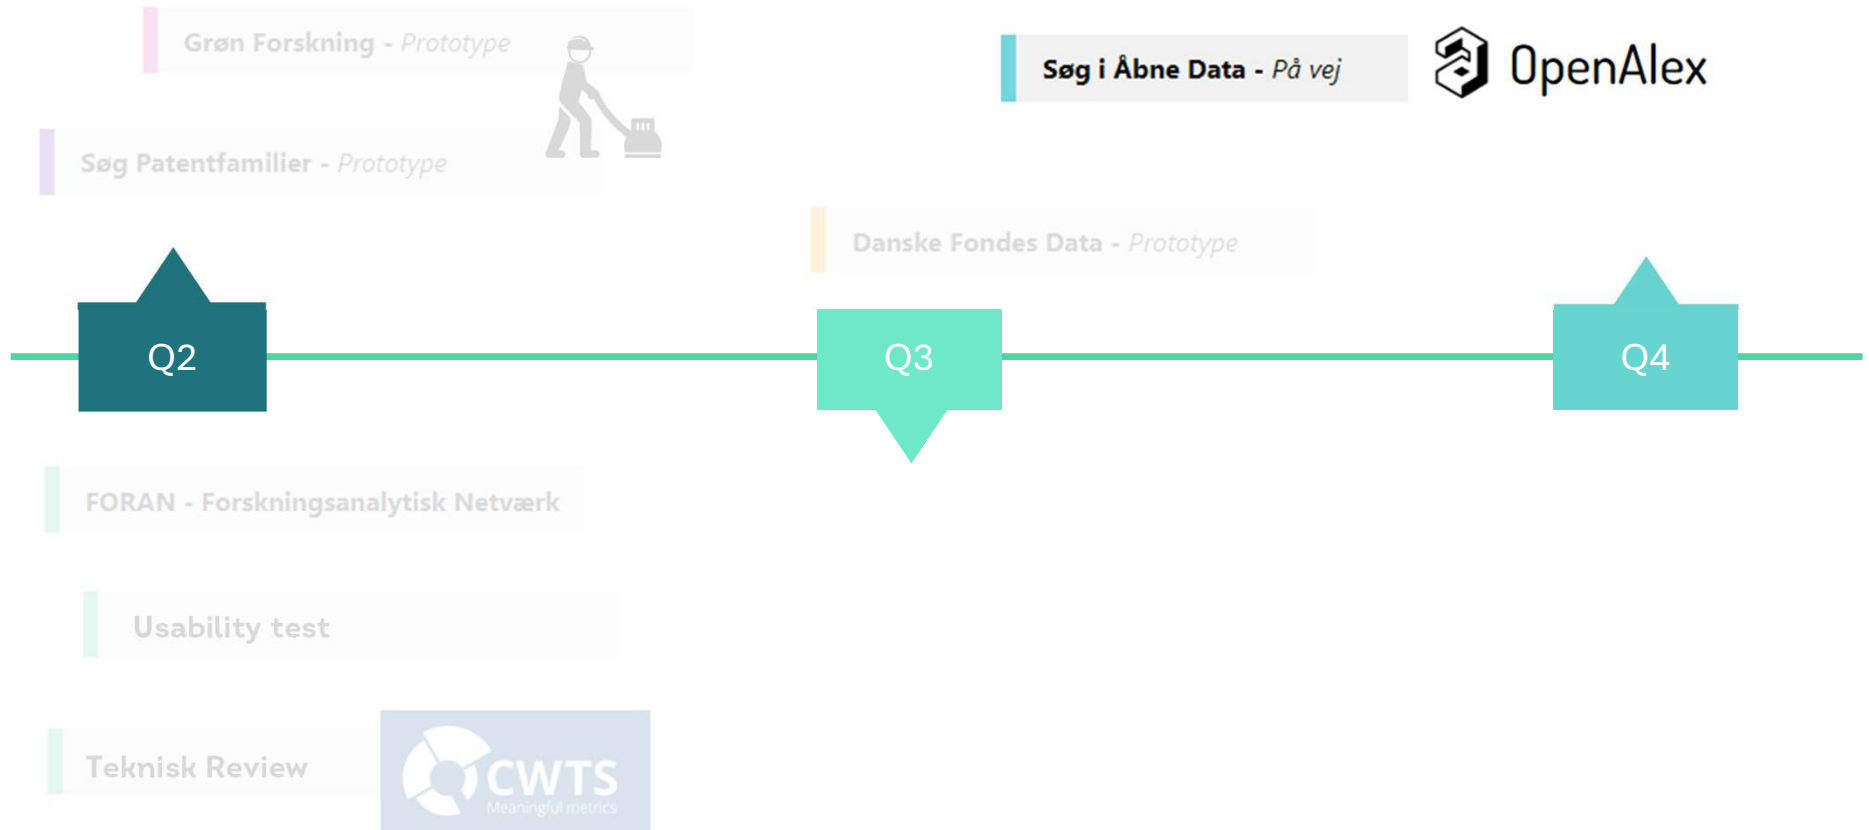 Grøn Forskning - Prototype
Søg i Åbne Data - På vej
OpenAlex
Søg Patentfamilier - Prototype
Danske Fondes Data - Prototype
Q2
Q3
Q4
FORAN - Forskningsanalytisk Netværk
Usability test
Teknisk Review
CWTS
Meaningful metrics